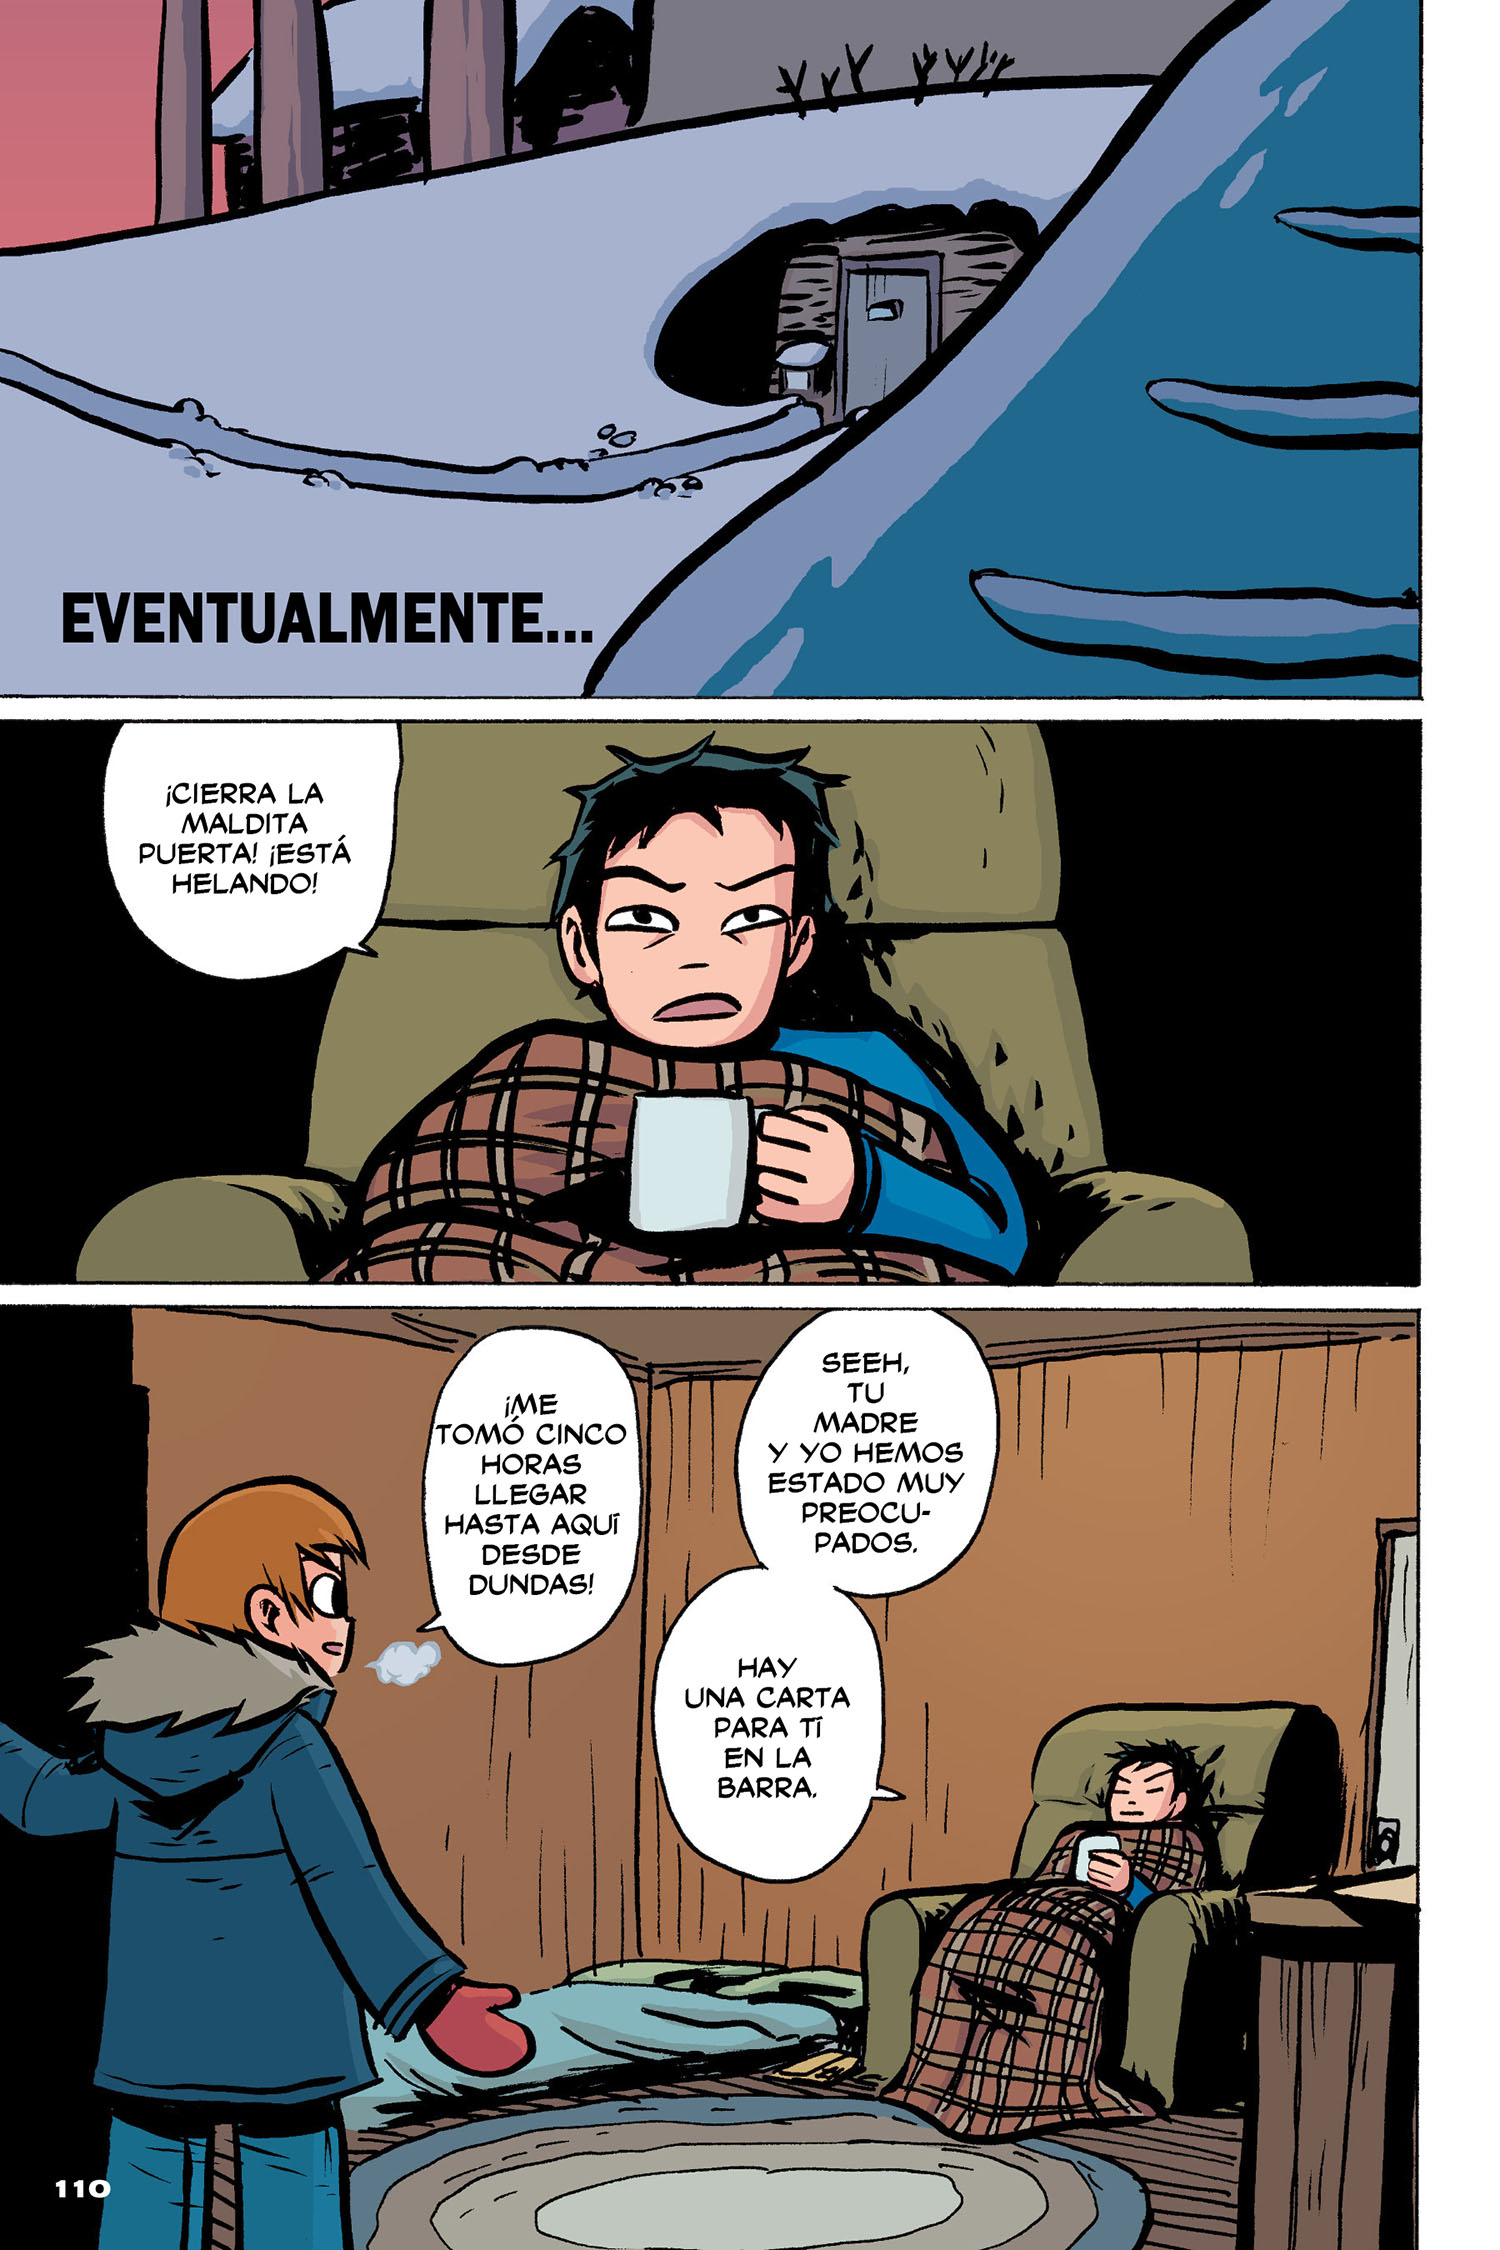 EVENTUALMENTE...
¡CIERRA LA
MALDITA
PUERTA! ¡ESTÁ
HELANDO!
¡ME
TOMÓ CINCO
HORAS
LLEGAR
HASTA AQUÍ
DESDE
DUNDAS!
SEEH,
TU
MADRE
Y YO HEMOS
ESTADO MUY
PREOCU-
PADOS.
HAY
UNA CARTA
PARA TÍ
EN LA
BARRA.
110